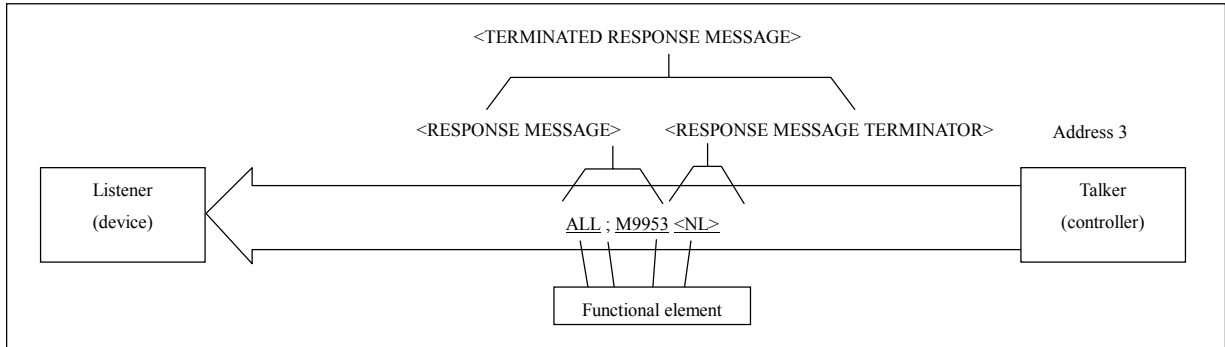 <TERMINATED RESPONSE MESSAGE>
<RESPONSE MESSAGE> <RESPONSE MESSAGE TERMINATOR> Address 3
Listener
(device)
ALL ; M9953 <NL>
Talker
(controller)
Functional element